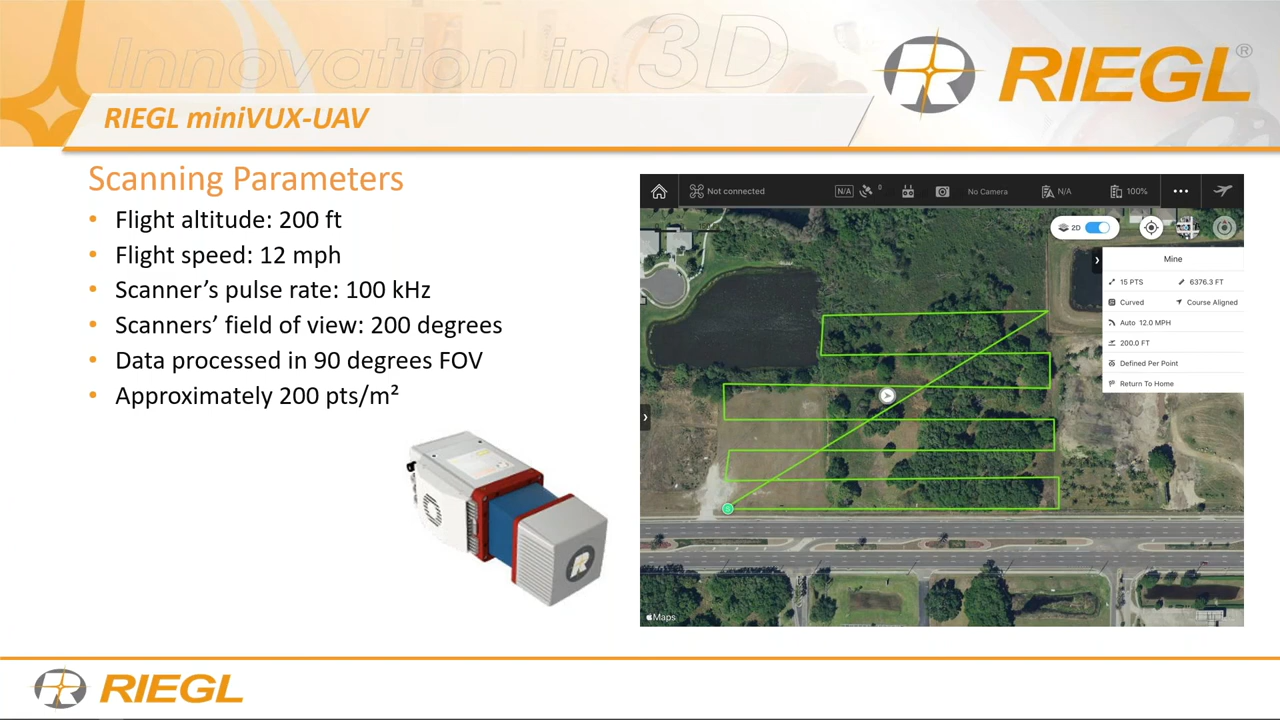 Innovation in 3D
RIEGL®
RIEGL miniVUX-UAV
Scanning Parameters
• Flight altitude: 200 ft
• Flight speed: 12 mph
• Scanner’s pulse rate: 100 kHz
• Scanners’ field of view: 200 degrees
• Data processed in 90 degrees FOV
• Approximately 200 pts/m²
Not connected
N/A
0
No Camera
N/A
100%
2D
Mine
15 PTS
6376.3 FT
Curved
Course Aligned
Auto 12.0 MPH
200.0 FT
Defined Per Point
Return To Home
S
Maps
R
RIEGL